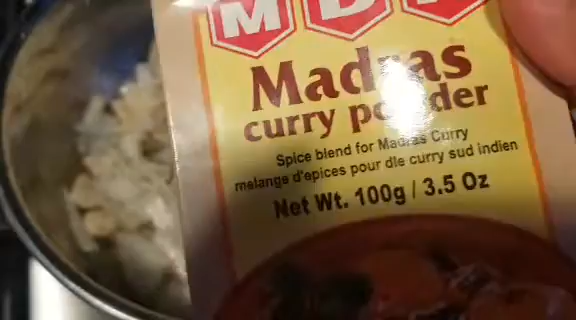 MDH
Madras
curry powder
Spice blend for Madras Curry
melange d'epices pour dle curry sud indien
Net Wt. 100g / 3.5 Oz